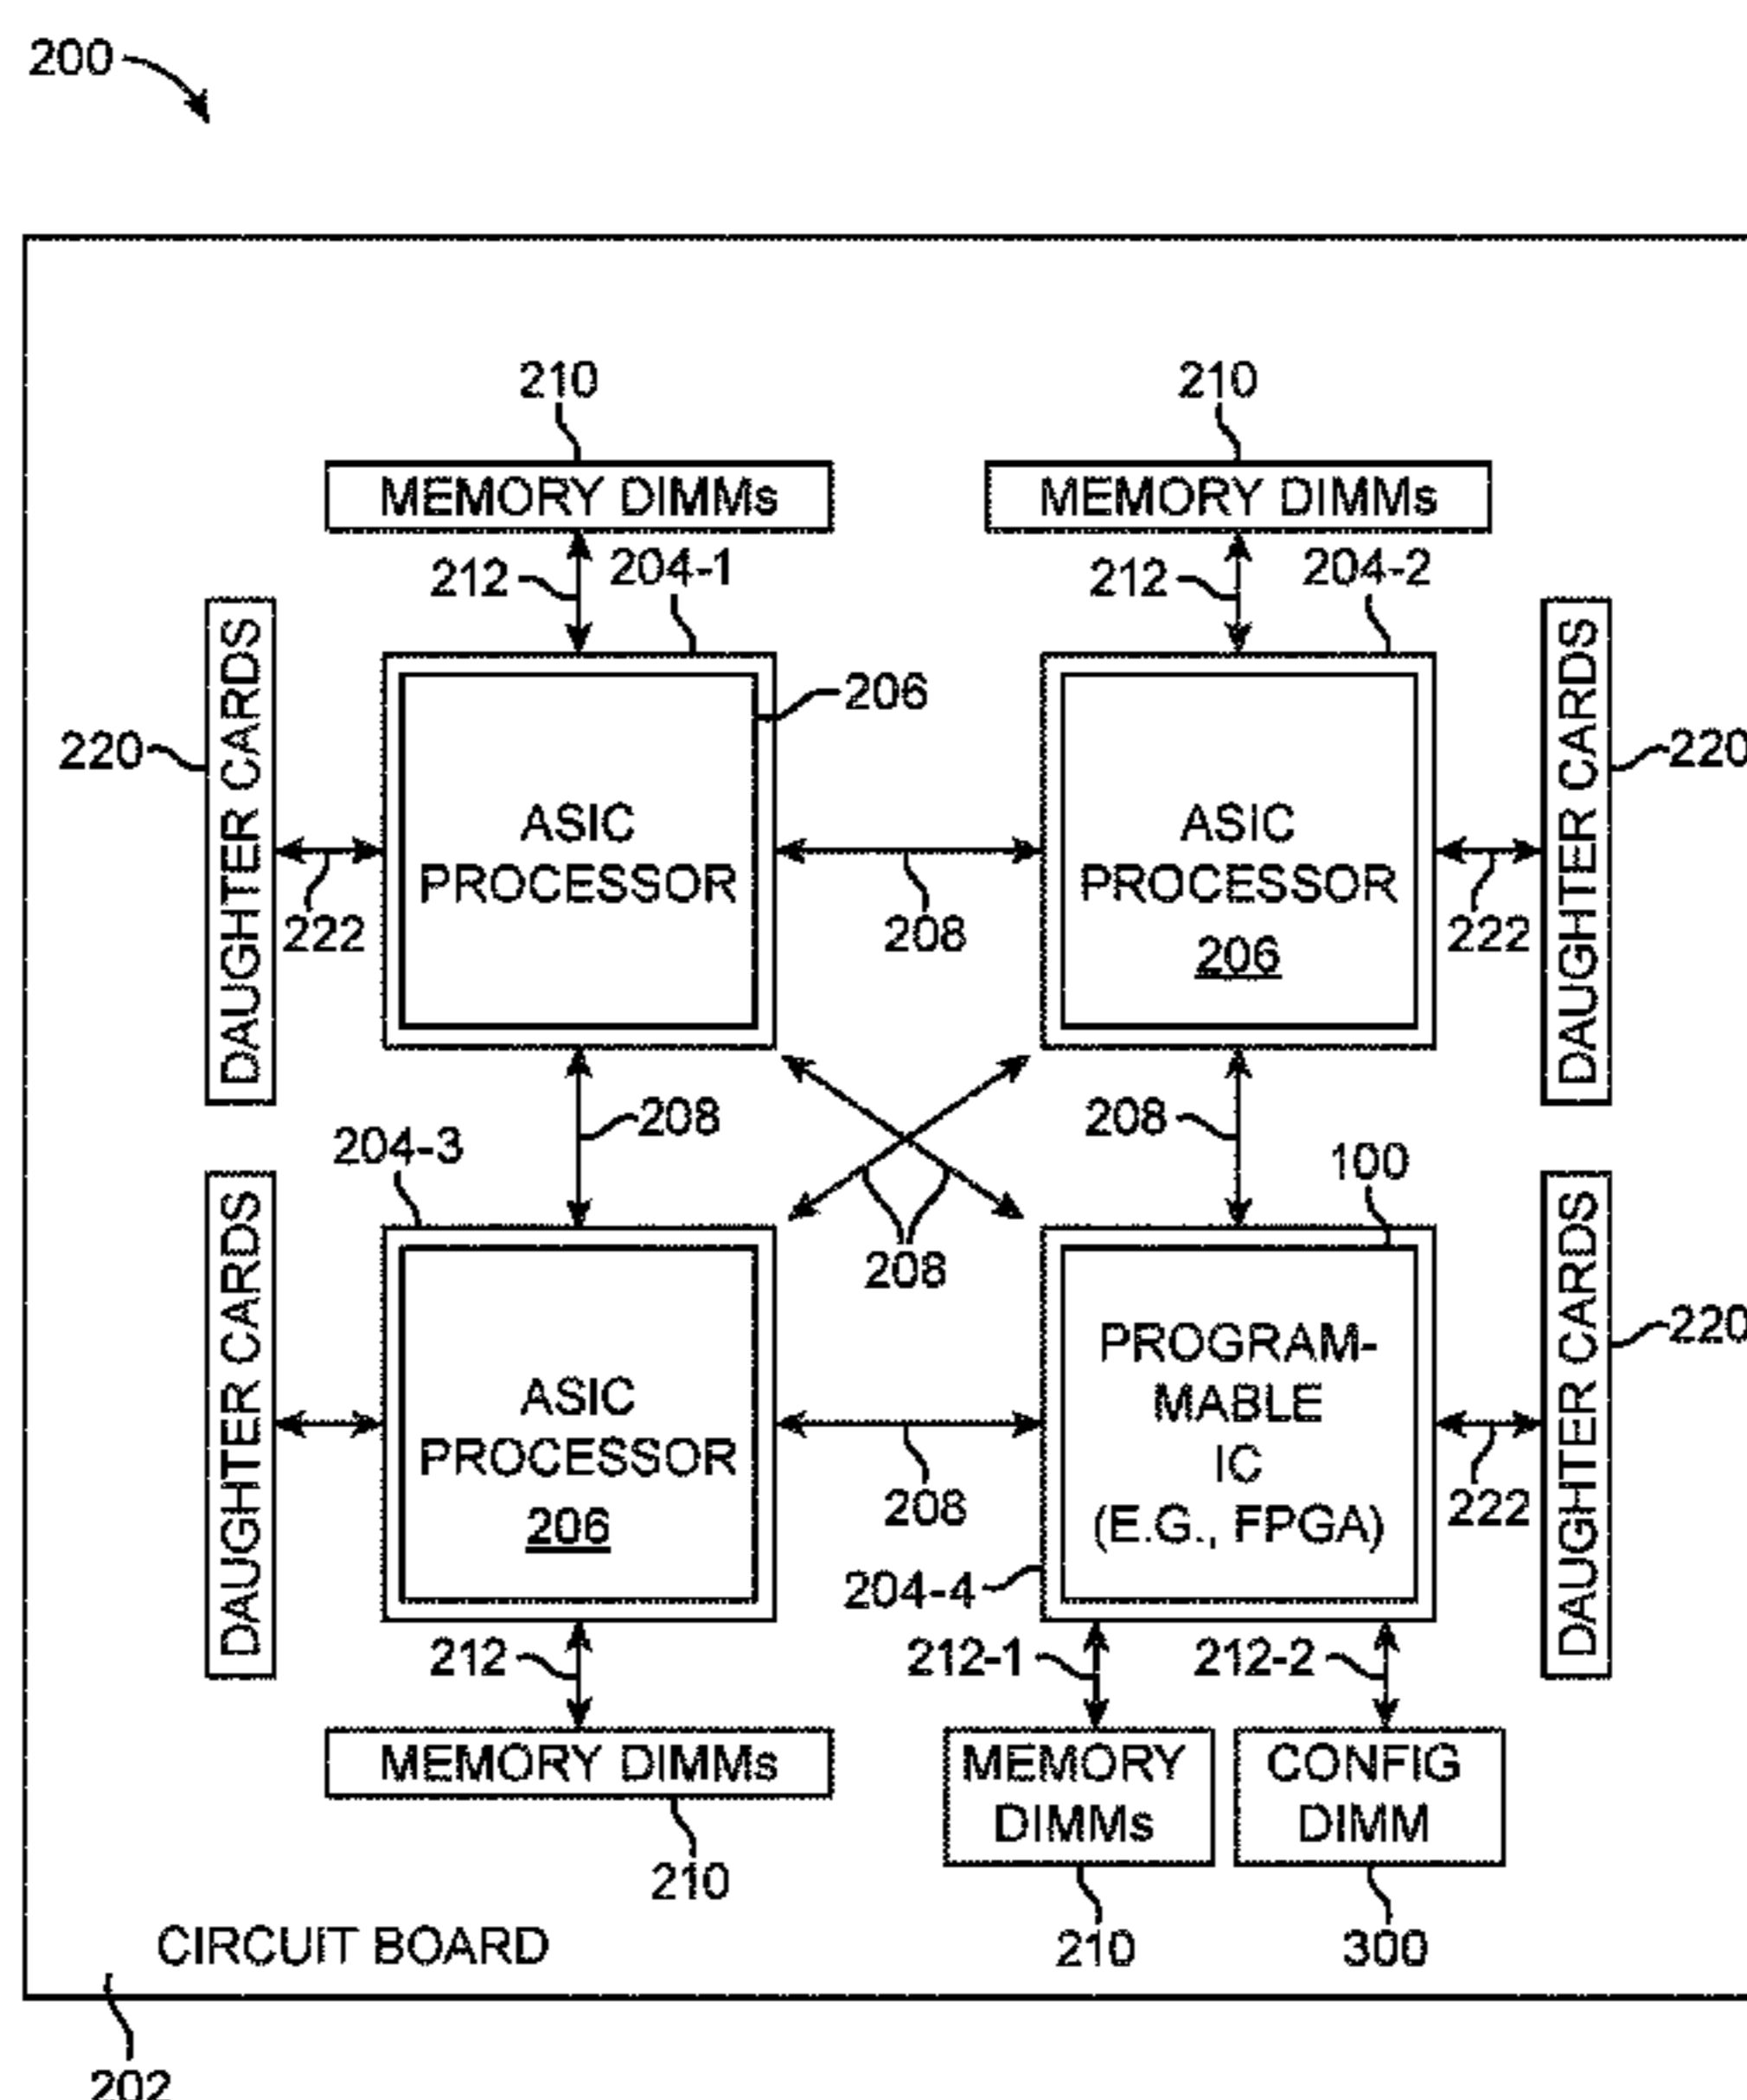 200
210
210
MEMORY DIMMs
MEMORY DIMMs
212
204-1
212
204-2
DAUGHTER CARDS
220
222
ASIC
PROCESSOR
206
208
ASIC
PROCESSOR
206
222
DAUGHTER CARDS
220
208
208
208
204-3
100
DAUGHTER CARDS
ASIC
PROCESSOR
206
208
PROGRAM-
MABLE
IC
(E.G., FPGA)
204-4
222
DAUGHTER CARDS
220
212
212-1
212-2
MEMORY DIMMs
210
MEMORY
DIMMs
210
CONFIG
DIMM
300
CIRCUIT BOARD
202